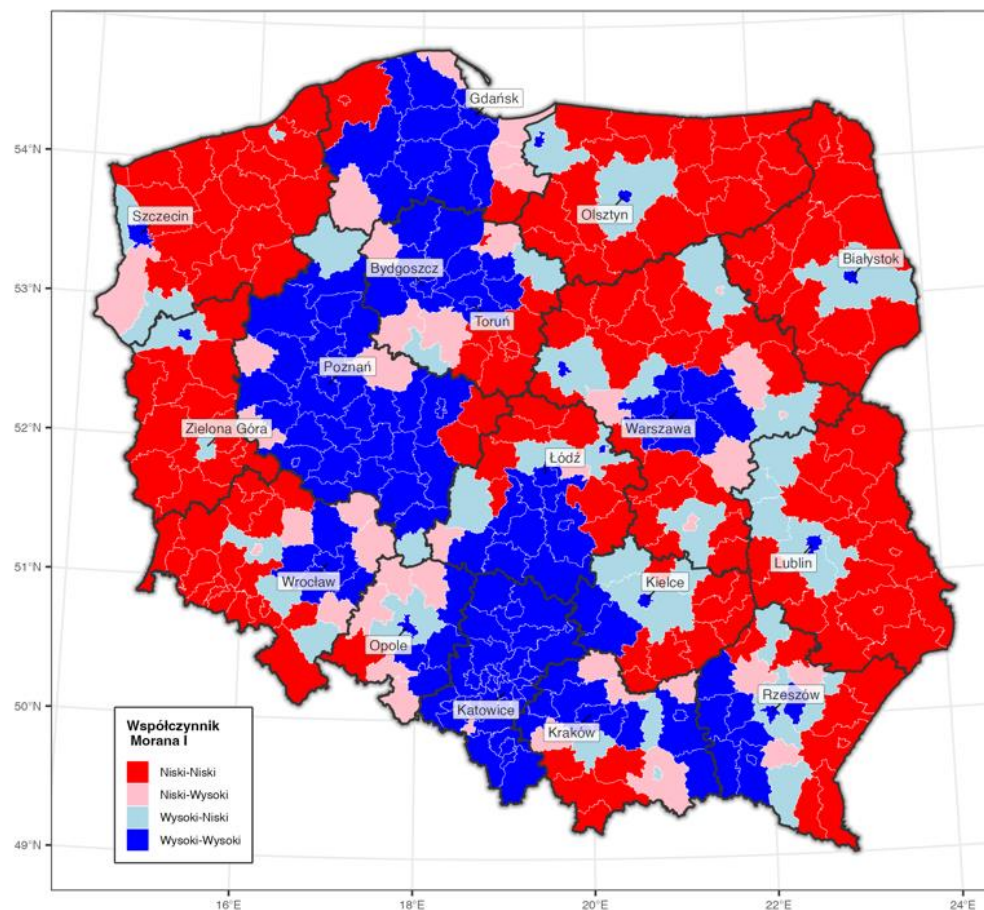 Gdańsk
54°N
Olsztyn
Szczecin
Białystok
Bydgoszcz
53°N
Toruń
Poznań
52°N
Zielona Góra
Warszawa
Łódź
51°N
Wrocław
Kielce
Lublin
Opole
Rzeszów
50°N
Katowice
Kraków
Współczynnik
Morana I
Niski-Niski
Niski-Wysoki
Wysoki-Niski
Wysoki-Wysoki
49°N
16°E
18°E
20°E
22°E
24°E